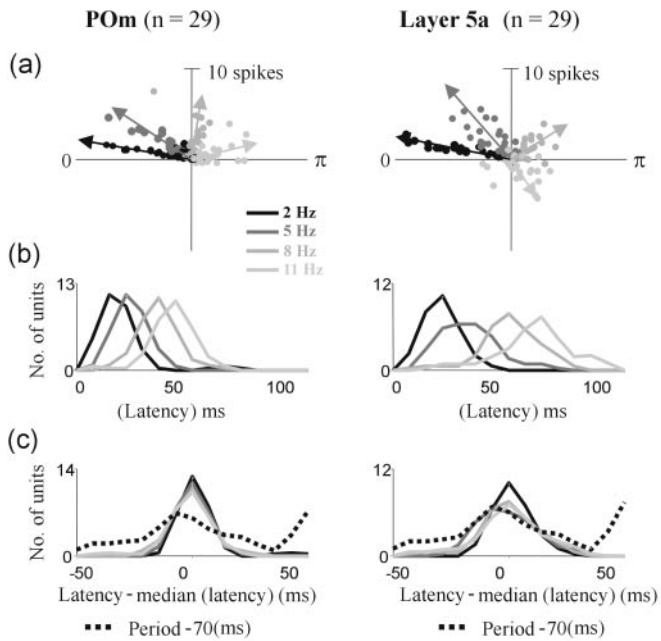 POm (n = 29)
Layer 5a (n = 29)
(a)
10 spikes
0
π
10 spikes
0
π
2 Hz
5 Hz
8 Hz
11 Hz
(b)
No. of units
13
0
0
50
100
(Latency) ms
12
0
0
50
100
(Latency) ms
(c)
No. of units
14
0
-50
0
50
Latency - median (latency) (ms)
Period -70(ms)
12
0
-50
0
50
Latency - median (latency) (ms)
Period -70(ms)